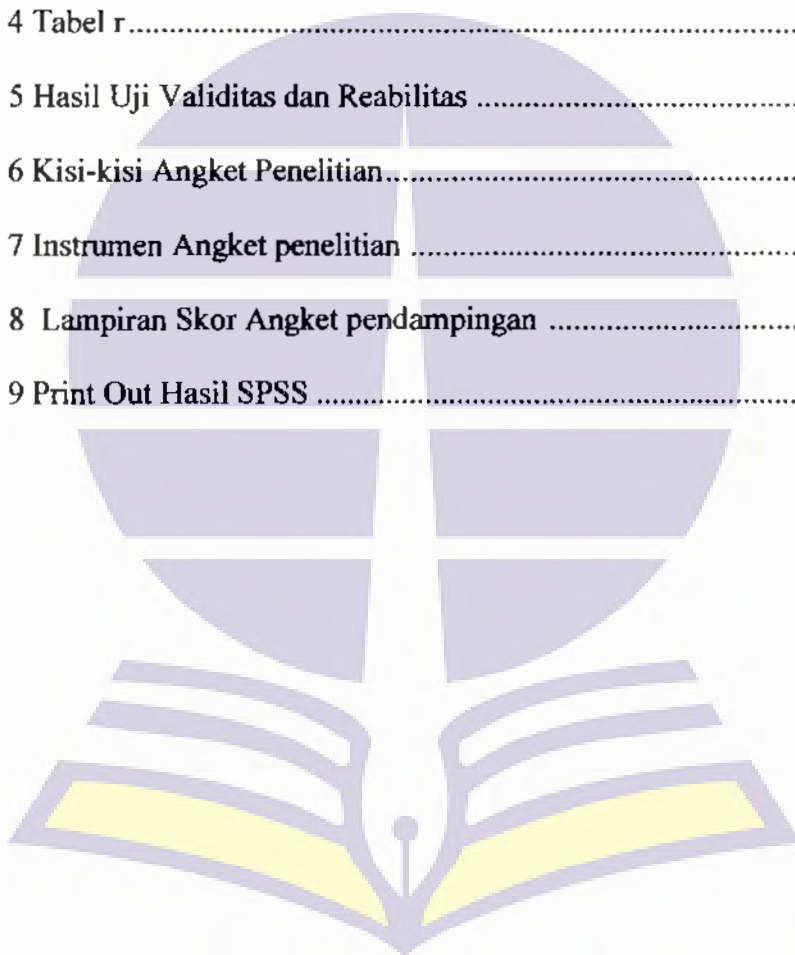 4 Tabel r............................................................
5 Hasil Uji Validitas dan Reabilitas ............................
6 Kisi-kisi Angket Penelitian.....................................
7 Instrumen Angket penelitian ..................................
8 Lampiran Skor Angket pendampingan ......................
9 Print Out Hasil SPSS .............................................